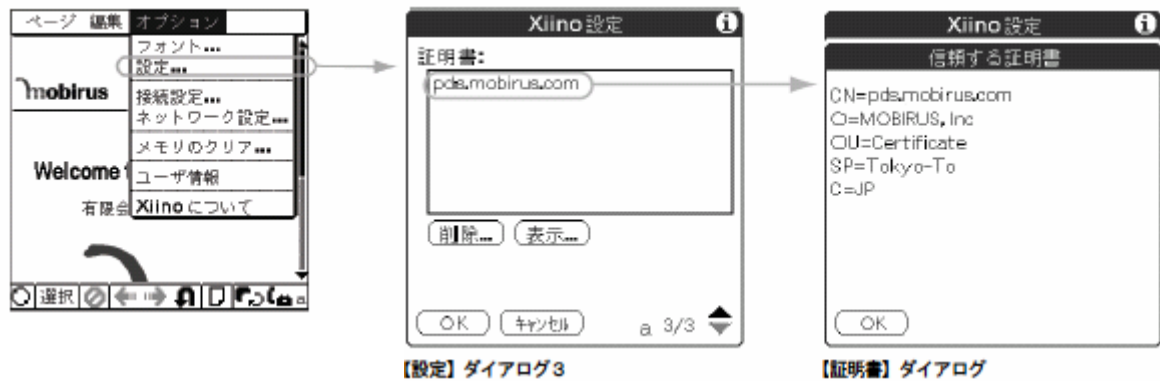 ページ 編集 オプション
フォント...
設定...
接続設定...
ネットワーク設定...
メモリのクリア...
ユーザ情報
Xiinoについて
mobirus
Welcome
有限会
選択
a
Xiino設定
証明書:
pds.mobirus.com
削除...
表示...
OK
キャンセル
a 3/3
【設定】ダイアログ3
Xiino設定
信頼する証明書
CN=pds.mobirus.com
O=MOBIRUS, Inc
OU=Certificate
SP=Tokyo-To
C=JP
OK
【証明書】ダイアログ